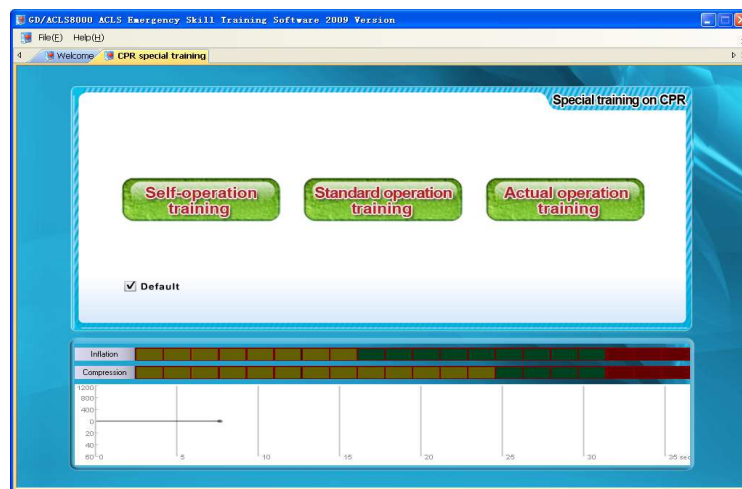 GD/ACLS8000 ACLS Emergency Skill Training Software 2009 Version
File(F) Help(H)
Welcome CPR special training
Special training on CPR
Self-operation training
Standard operation training
Actual operation training
Default
Inflation
Compression
1200
800
400
0
20
40
60 0 5 10 15 20 25 30 35 sec